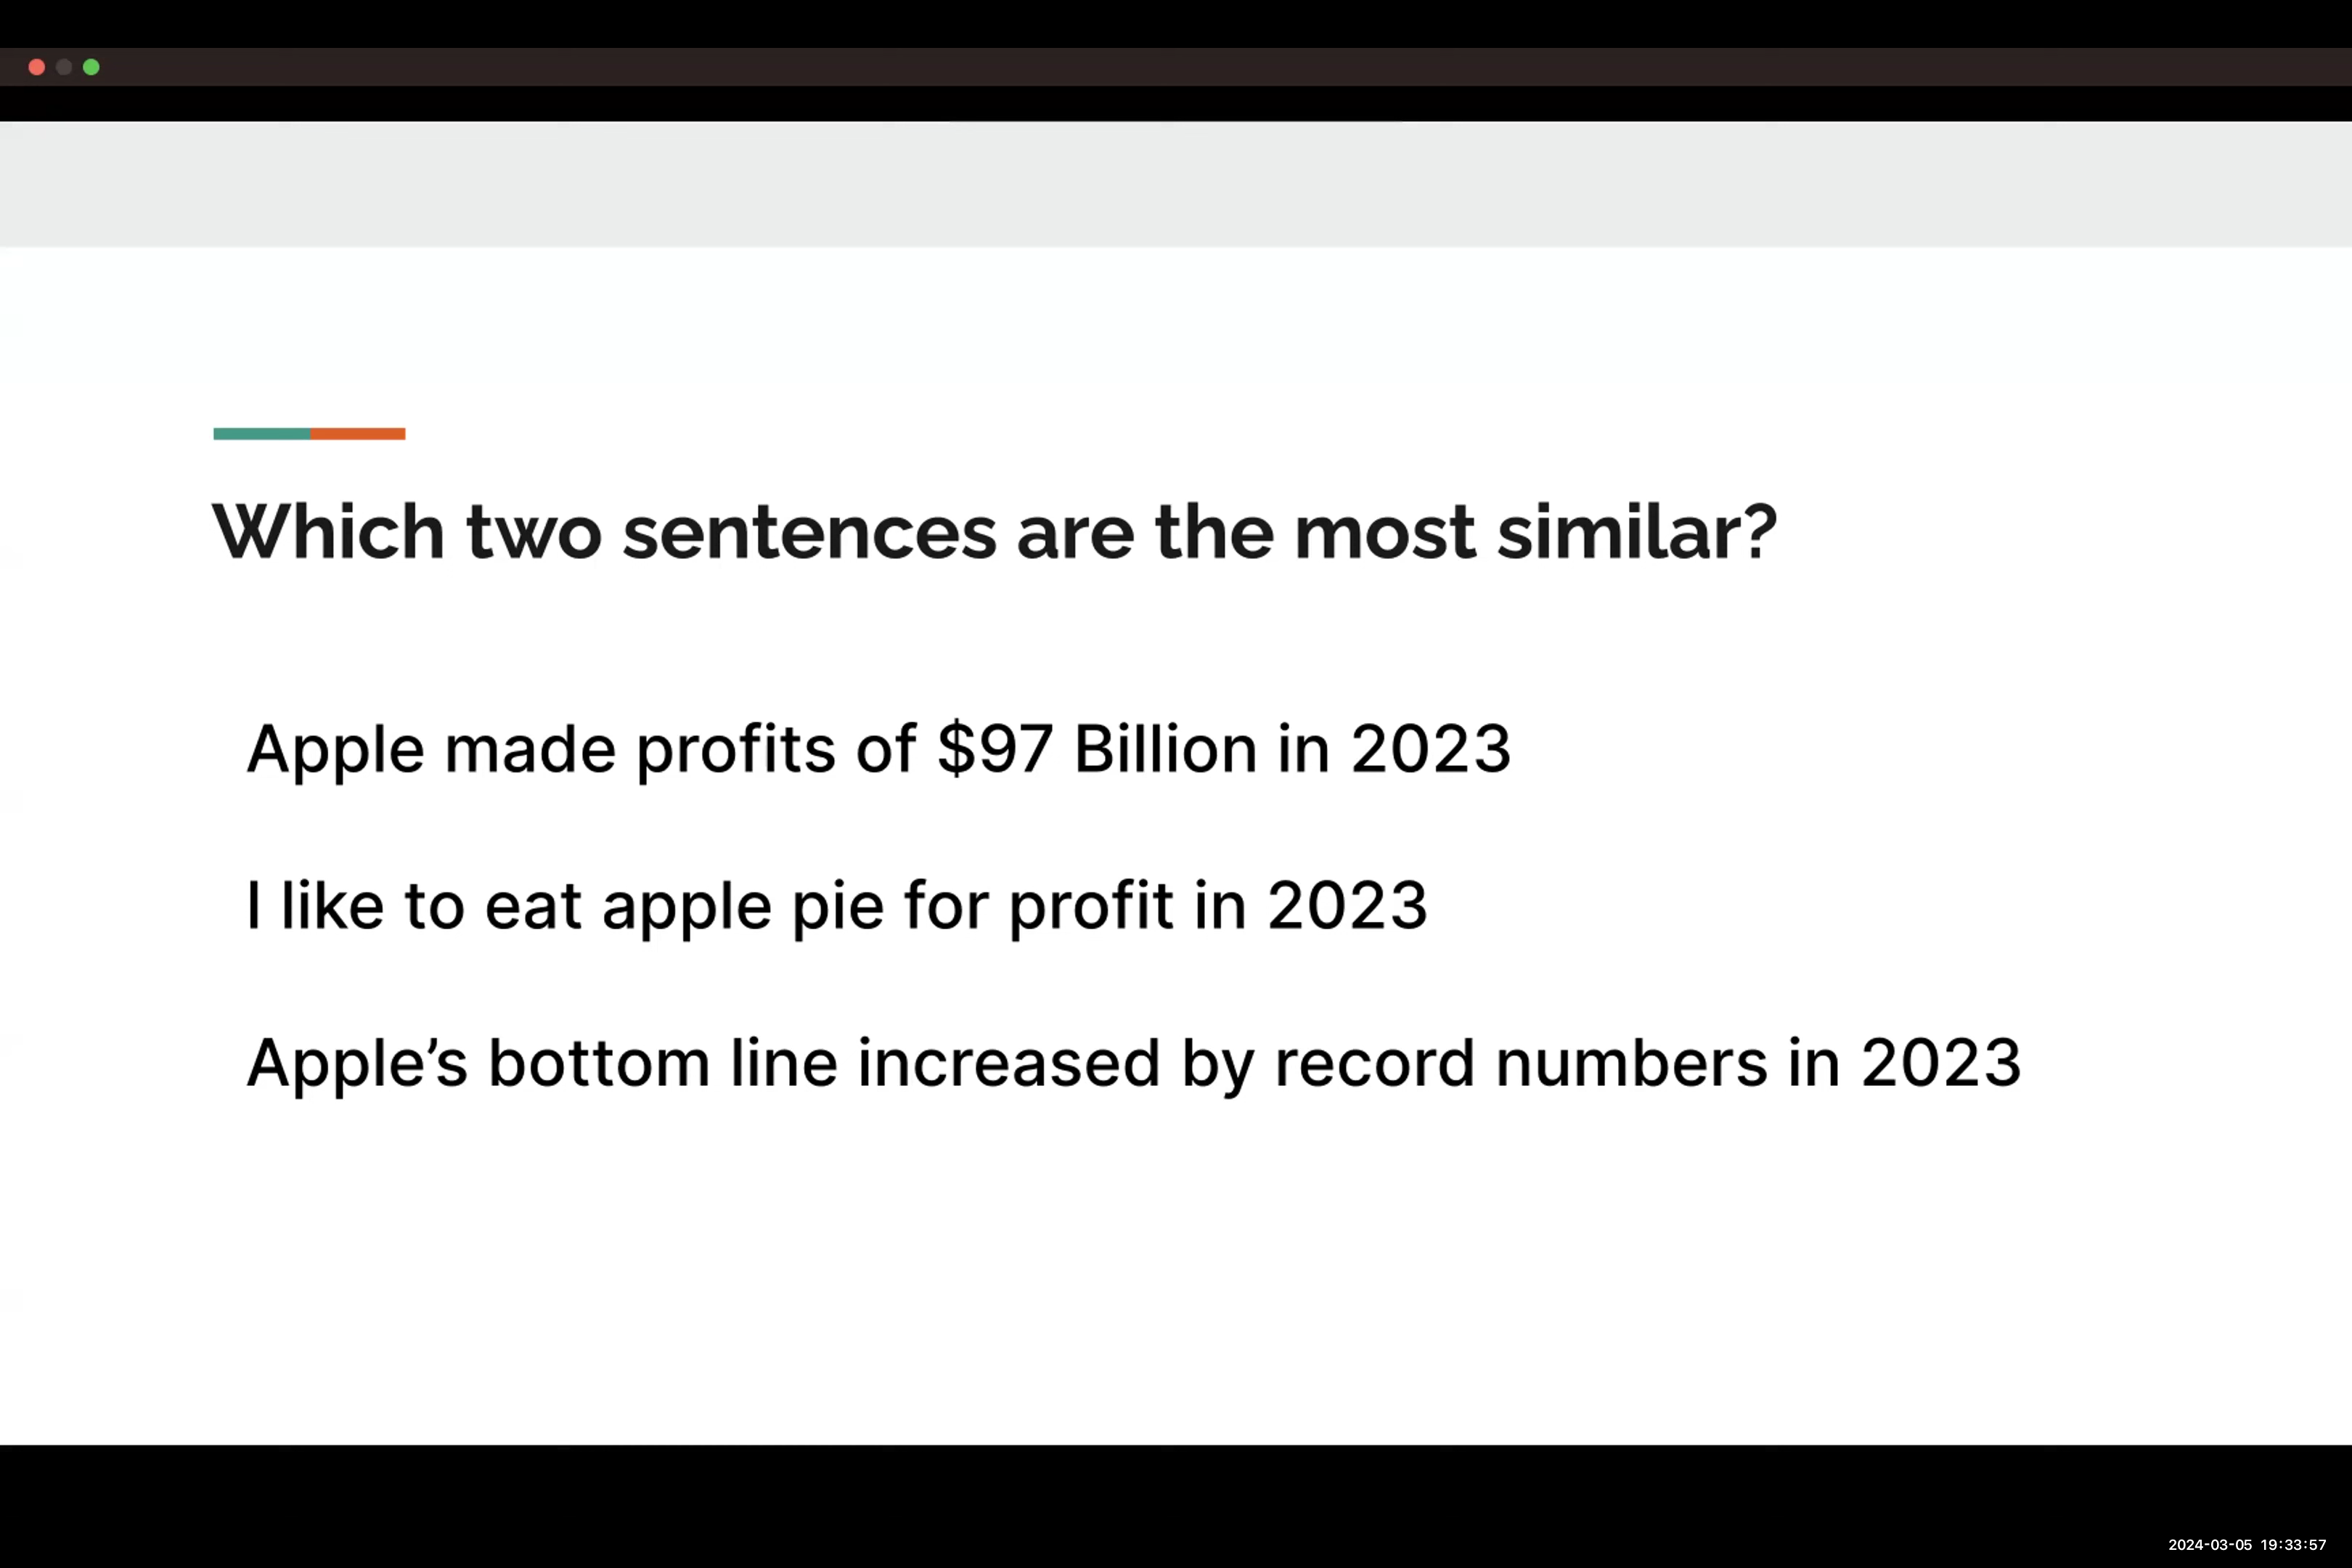 Which two sentences are the most similar?
Apple made profits of $97 Billion in 2023
I like to eat apple pie for profit in 2023
Apple’s bottom line increased by record numbers in 2023
2024-03-05 19:33:57